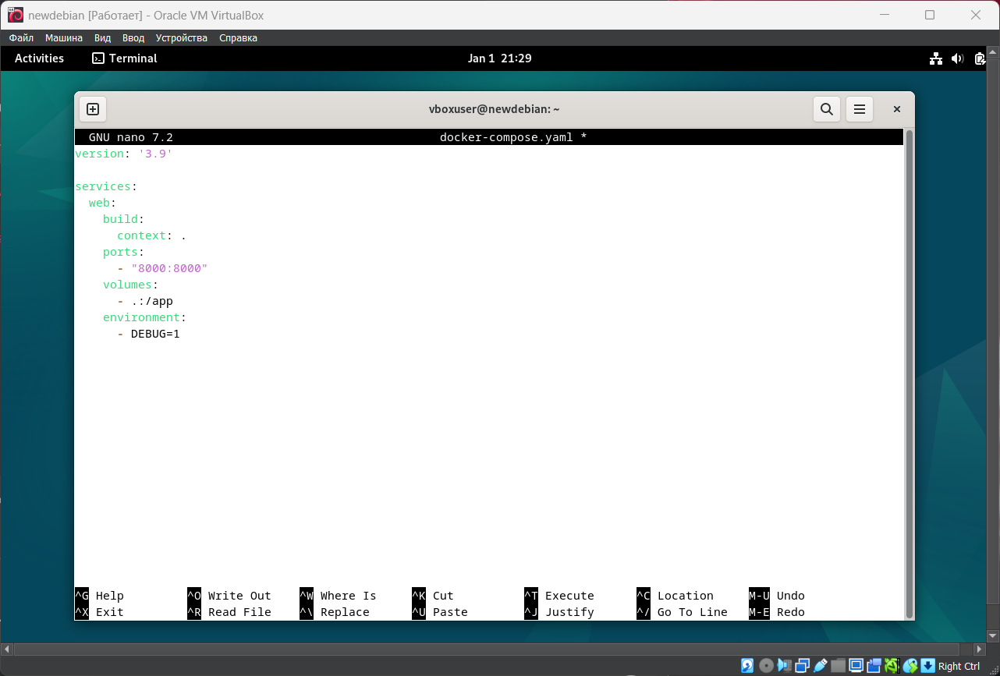 newdebian [Работает] - Oracle VM VirtualBox
Файл Машина Вид Ввод Устройства Справка
Activities Terminal Jan 1 21:29
vboxuser@newdebian: ~
GNU nano 7.2 docker-compose.yaml *
version: '3.9'
services:
  web:
    build:
      context: .
    ports:
      - "8000:8000"
    volumes:
      - .:/app
    environment:
      - DEBUG=1
^G Help ^O Write Out ^W Where Is ^K Cut ^T Execute ^C Location M-U Undo
^X Exit ^R Read File ^\ Replace ^U Paste ^J Justify ^/ Go To Line M-E Redo
Right Ctrl